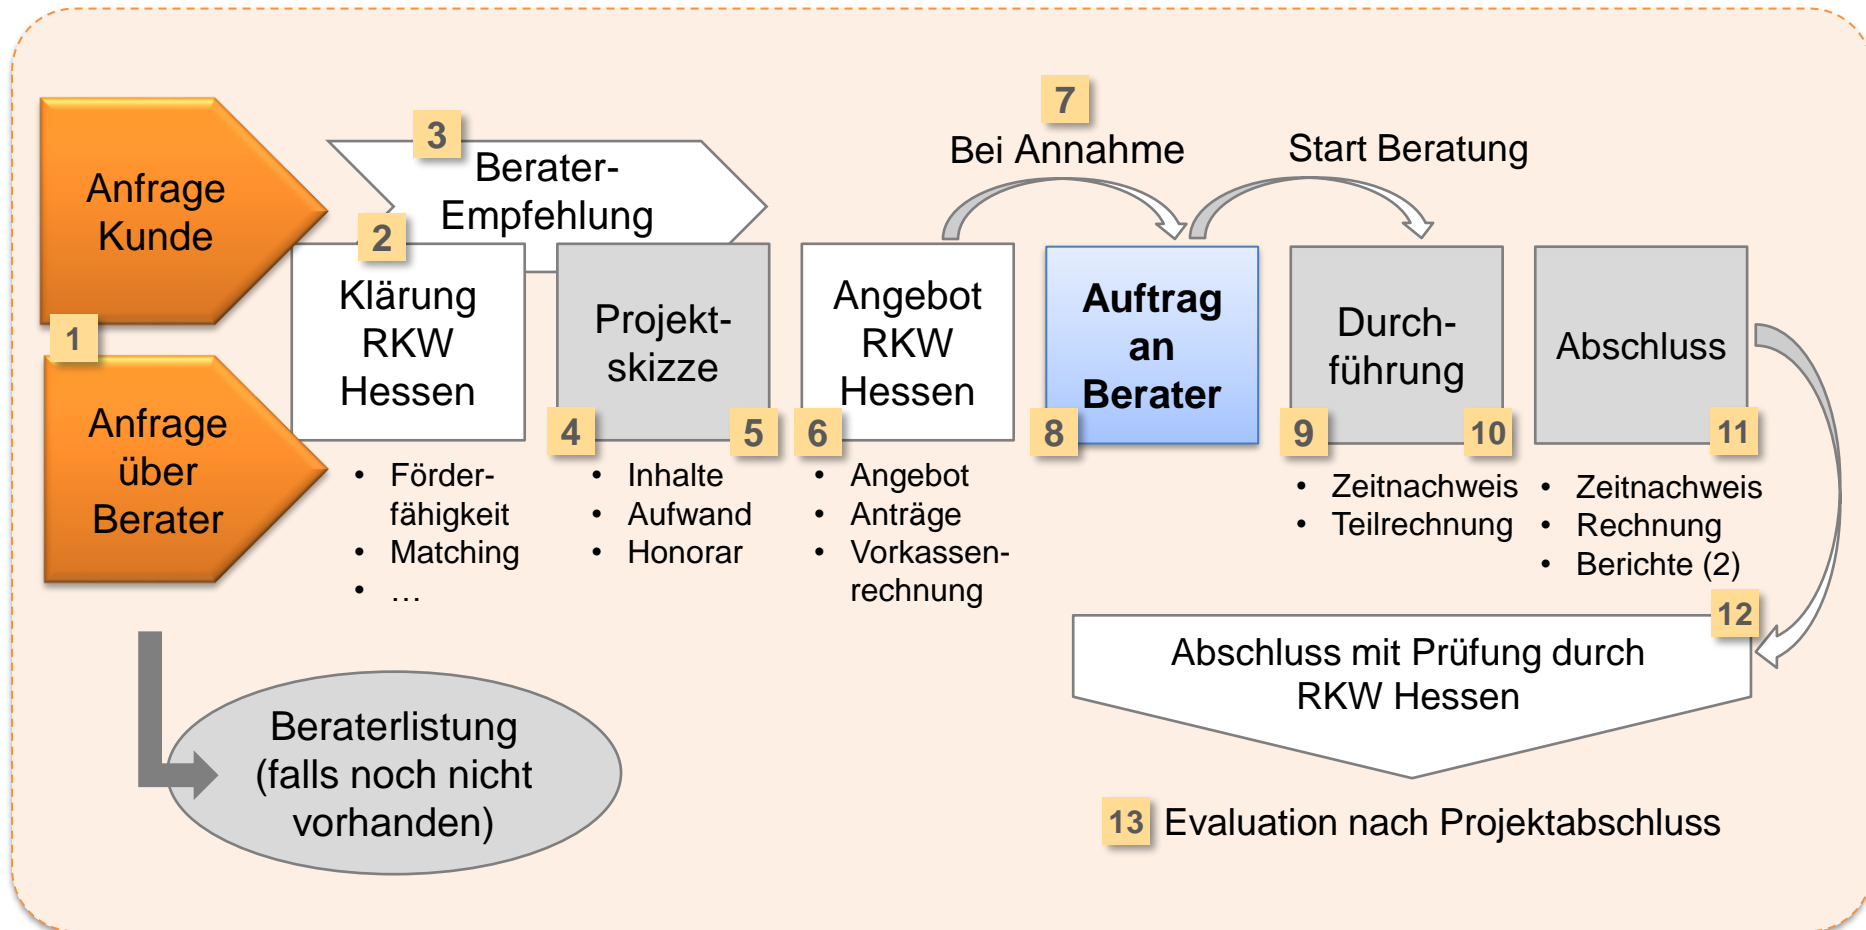 1
Anfrage
Kunde
Anfrage
über
Berater
3
Berater-
Empfehlung
2
Klärung
RKW
Hessen
• Förder-
fähigkeit
• Matching
• …
Projekt-
skizze
4
5
• Inhalte
• Aufwand
• Honorar
Angebot
RKW
Hessen
6
• Angebot
• Anträge
• Vorkassen-
rechnung
7
Bei Annahme
Auftrag
an
Berater
8
Start Beratung
Durch-
führung
9
10
• Zeitnachweis
• Teilrechnung
Abschluss
11
• Zeitnachweis
• Rechnung
• Berichte (2)
12
Abschluss mit Prüfung durch
RKW Hessen
13 Evaluation nach Projektabschluss
Beraterlistung
(falls noch nicht
vorhanden)